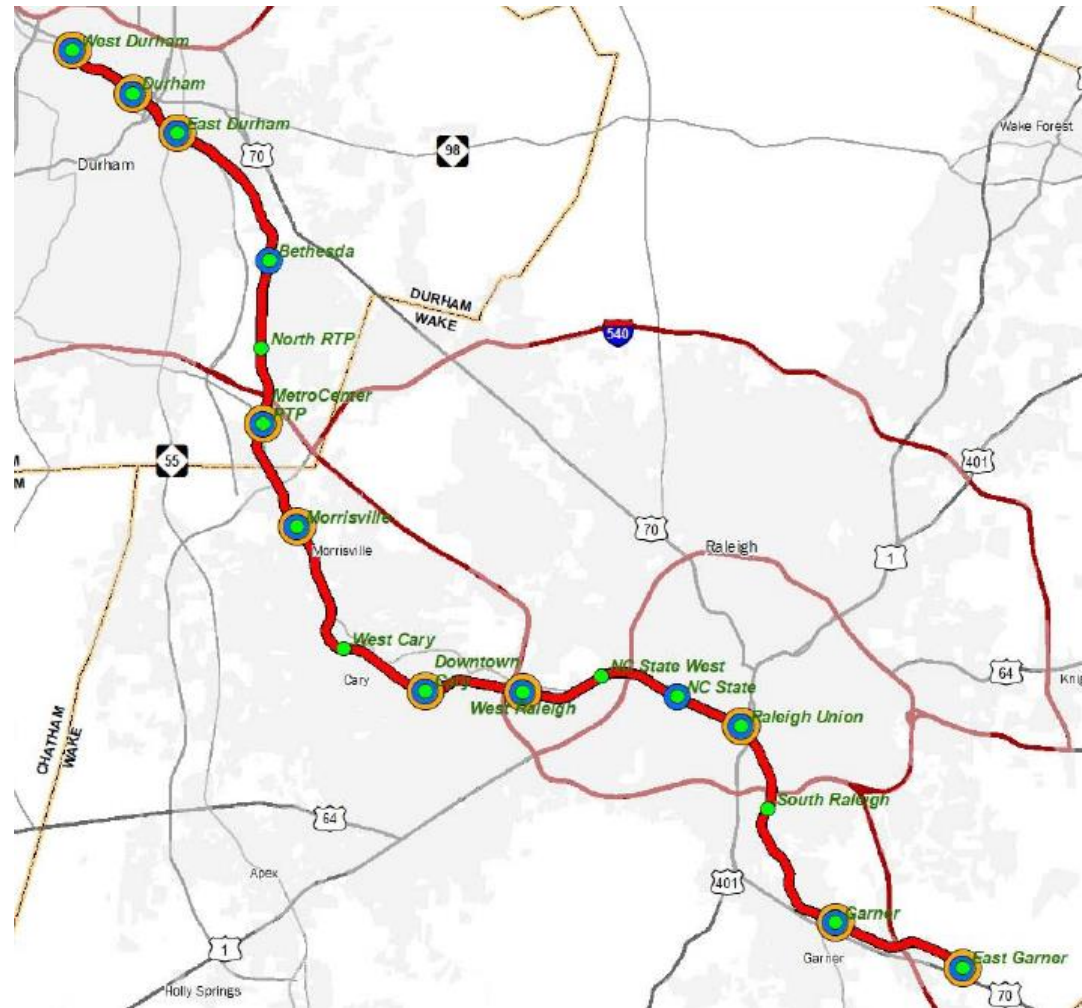 West Durham
Durham
East Durham
Durham
70
98
Wake Forest
Bethesda
DURHAM
WAKE
North RTP
540
MetroCenter
RTP
55
401
Morrisville
Morrisville
70
Raleigh
1
West Cary
Downtown
Cary
Cary
West Raleigh
NC State West
NC State
64
Raleigh Union
CHATHAM
WAKE
South Raleigh
64
Apex
401
Garner
Garner
East Garner
1
Holly Springs
70